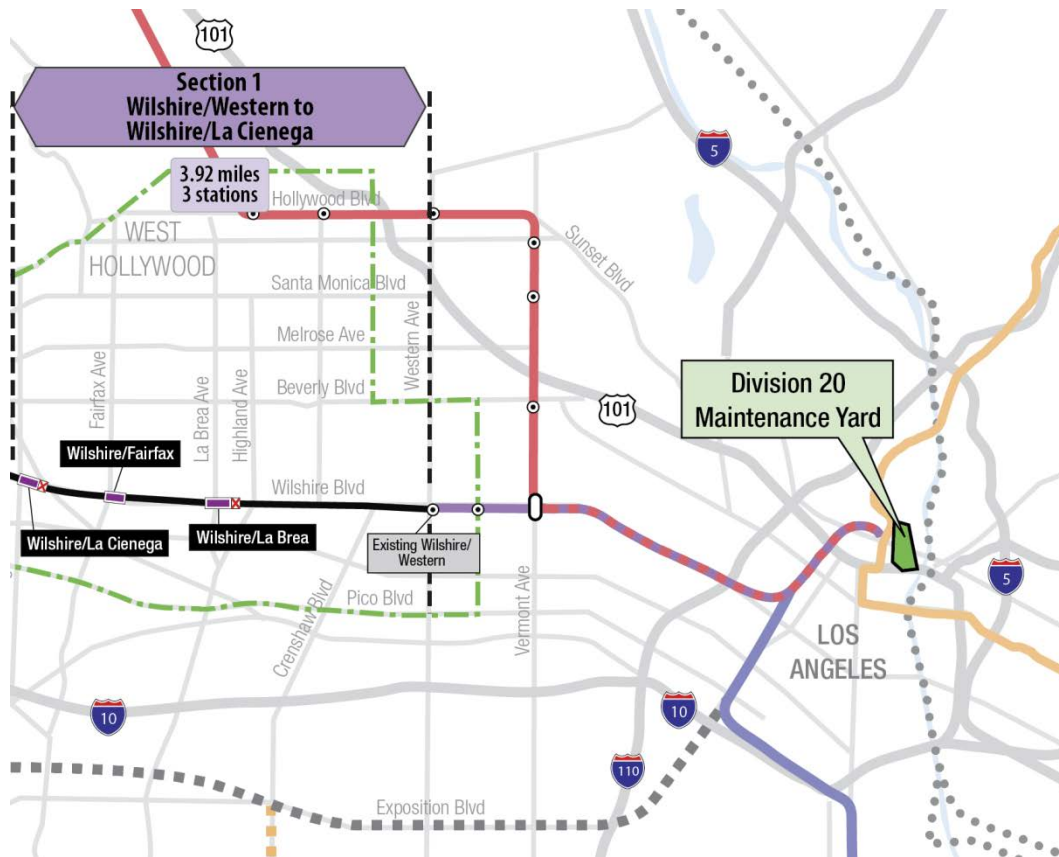 101
Section 1
Wilshire/Western to
Wilshire/La Cienega
5
3.92 miles
3 stations
Hollywood Blvd
WEST
HOLLYWOOD
Sunset Blvd
Santa Monica Blvd
Western Ave
Melrose Ave
Fairfax Ave
La Brea Ave
Highland Ave
Beverly Blvd
101
Division 20
Maintenance Yard
Wilshire/Fairfax
Wilshire Blvd
Wilshire/La Cienega
Wilshire/La Brea
Existing Wilshire/
Western
5
Pico Blvd
Crenshaw Blvd
Vermont Ave
LOS
ANGELES
10
10
110
Exposition Blvd